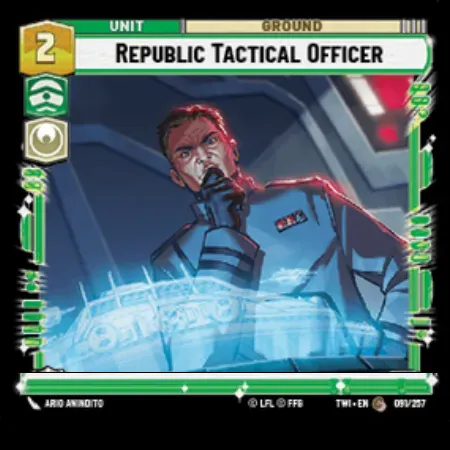 UNIT
GROUND
2
REPUBLIC TACTICAL OFFICER
ARIO ANINDITO
© LFL © FFG
TWI • EN
091/257